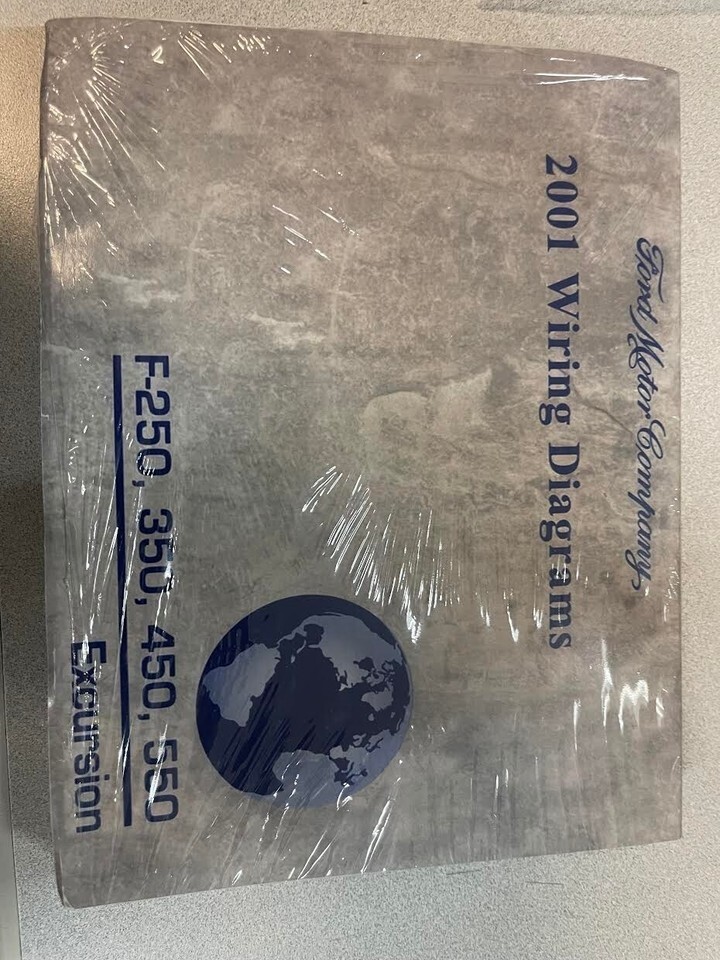 Ford Motor Company
2001 Wiring Diagrams
F-250, 350, 450, 550
Excursion